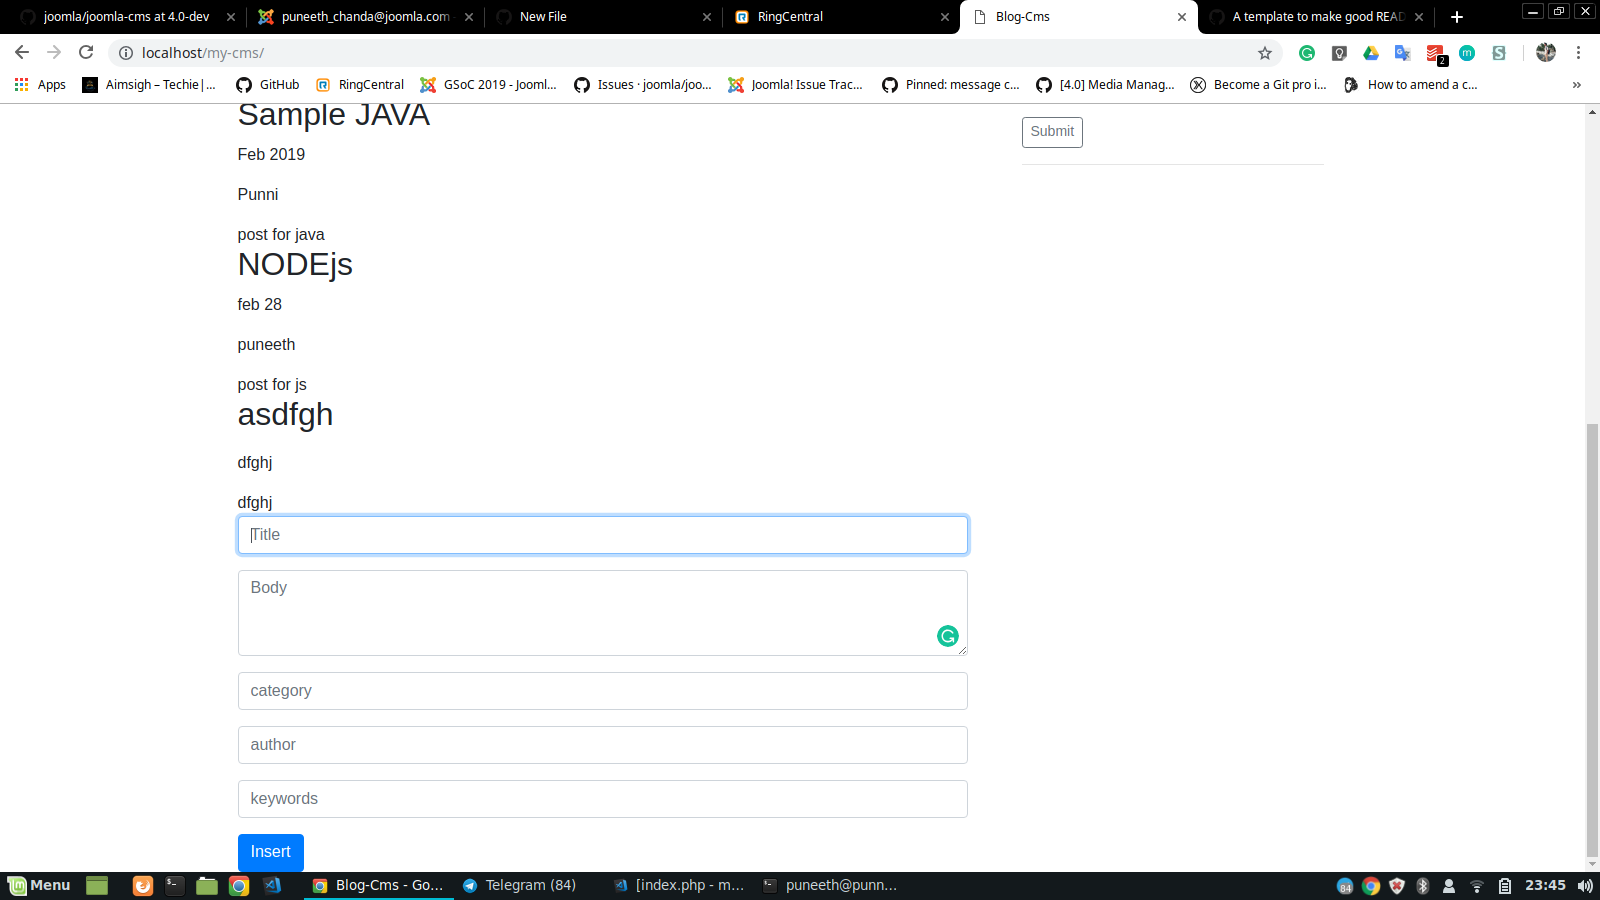 joomla/joomla-cms at 4.0-dev
puneeth_chanda@joomla.com
New File
RingCentral
Blog-Cms
A template to make good READ
localhost/my-cms/
2
Apps
Aimsigh – Techie|...
GitHub
RingCentral
GSoC 2019 - Jooml...
Issues · joomla/joo...
Joomla! Issue Trac...
Pinned: message c...
[4.0] Media Manag...
Become a Git pro i...
How to amend a c...
»
Sample JAVA
Feb 2019
Punni
post for java
NODEjs
feb 28
puneeth
post for js
asdfgh
dfghj
dfghj
Title
Body
category
author
keywords
Insert
Submit
Menu
Blog-Cms - Go...
Telegram (84)
[index.php - m...
puneeth@punn...
84
23:45